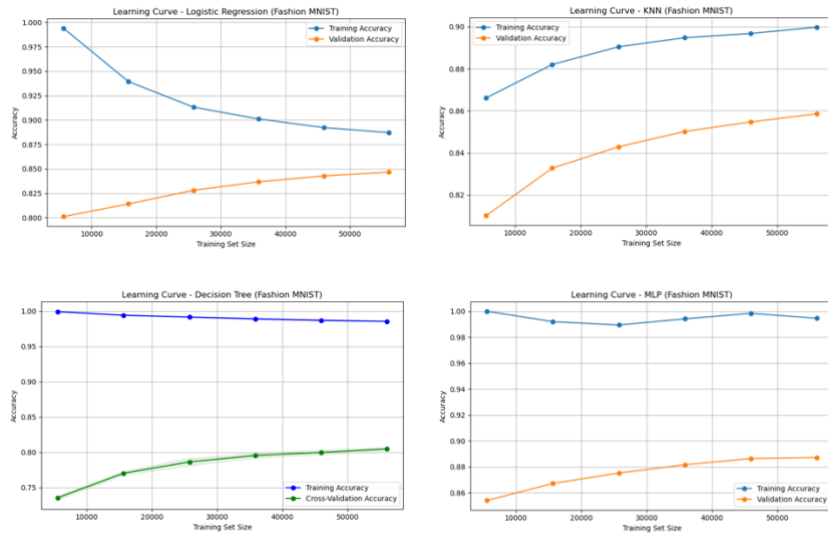 Learning Curve - Logistic Regression (Fashion MNIST)
1.000
0.975
0.950
0.925
0.900
0.875
0.850
0.825
0.800
Accuracy
Training Accuracy
Validation Accuracy
10000 20000 30000 40000 50000
Training Set Size
Learning Curve - KNN (Fashion MNIST)
0.90
0.88
0.86
0.84
0.82
Accuracy
Training Accuracy
Validation Accuracy
10000 20000 30000 40000 50000
Training Set Size
Learning Curve - Decision Tree (Fashion MNIST)
1.00
0.95
0.90
0.85
0.80
0.75
Accuracy
Training Accuracy
Cross-Validation Accuracy
10000 20000 30000 40000 50000
Training Set Size
Learning Curve - MLP (Fashion MNIST)
1.00
0.98
0.96
0.94
0.92
0.90
0.88
0.86
Accuracy
Training Accuracy
Validation Accuracy
10000 20000 30000 40000 50000
Training Set Size